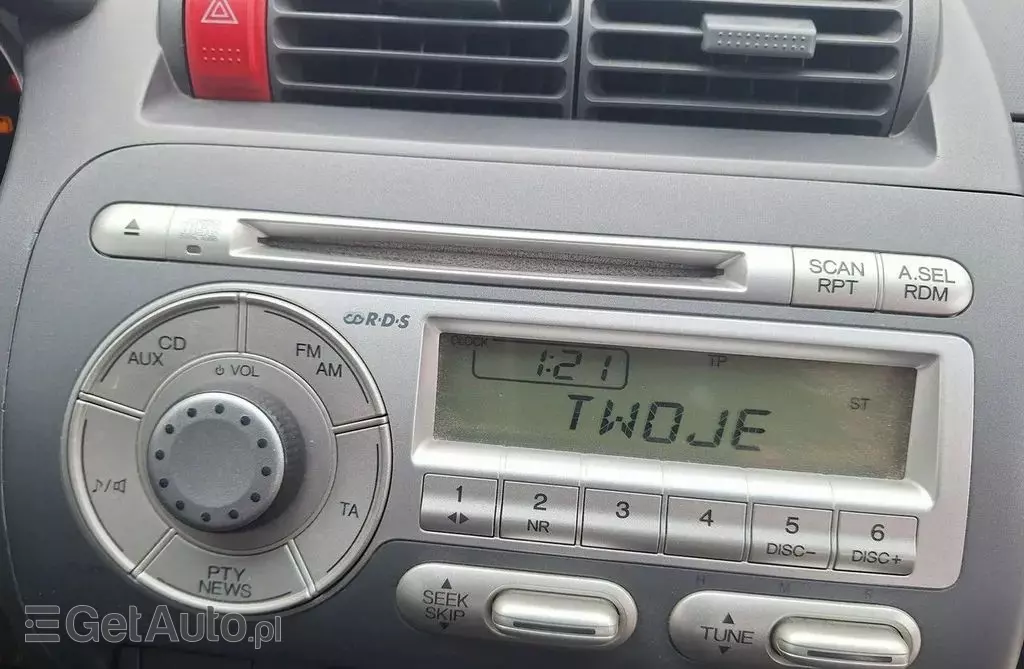 SCAN
RPT
A.SEL
RDM
R·D·S
CD
AUX
FM
AM
VOL
CLOCK
1:21
TP
ST
TWOJE
TA
PTY
NEWS
1
2
NR
3
4
5
DISC–
6
DISC+
H
M
S
SEEK
SKIP
TUNE
GetAuto.pl